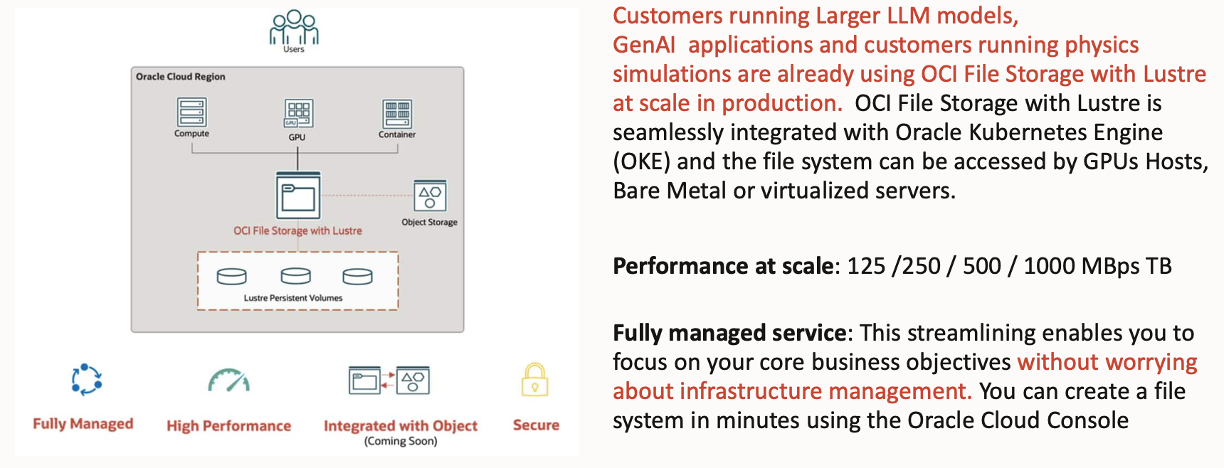 Users
Oracle Cloud Region
Compute
GPU
GPU
Container
OCI File Storage with Lustre
Object Storage
Lustre Persistent Volumes
Fully Managed
High Performance
Integrated with Object
(Coming Soon)
Secure
Customers running Larger LLM models,
GenAI applications and customers running physics
simulations are already using OCI File Storage with Lustre
at scale in production. OCI File Storage with Lustre is
seamlessly integrated with Oracle Kubernetes Engine
(OKE) and the file system can be accessed by GPUs Hosts,
Bare Metal or virtualized servers.
Performance at scale: 125 /250 / 500 / 1000 MBps TB
Fully managed service: This streamlining enables you to
focus on your core business objectives without worrying
about infrastructure management. You can create a file
system in minutes using the Oracle Cloud Console